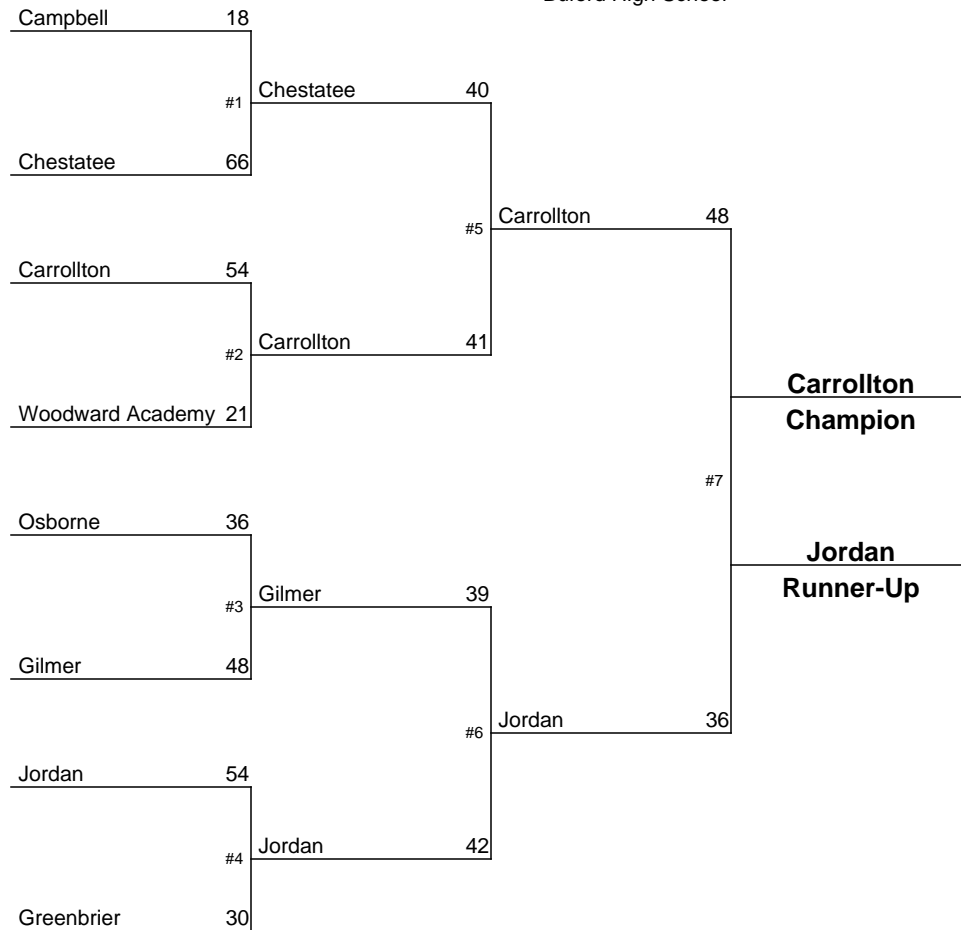 Campbell 18
#1 Chestatee 40
Chestatee 66
#5 Carrollton 48
Carrollton 54
#2 Carrollton 41
Woodward Academy 21
Carrollton
Champion
#7
Osborne 36
Jordan
Runner-Up
#3 Gilmer 39
Gilmer 48
#6 Jordan 36
Jordan 54
#4 Jordan 42
Greenbrier 30